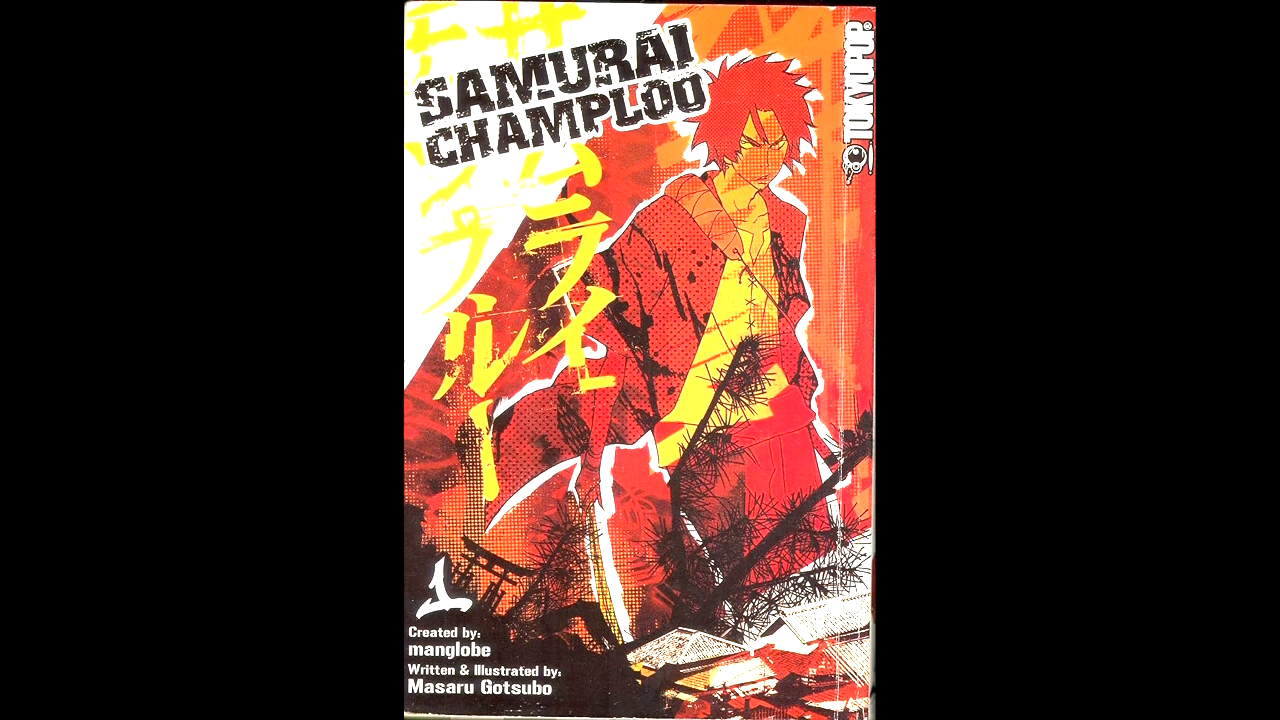 SAMURAI
CHAMPLOO
サムライ
チャンプルー
TOKYOPOP®
1
Created by:
manglobe
Written & Illustrated by:
Masaru Gotsubo